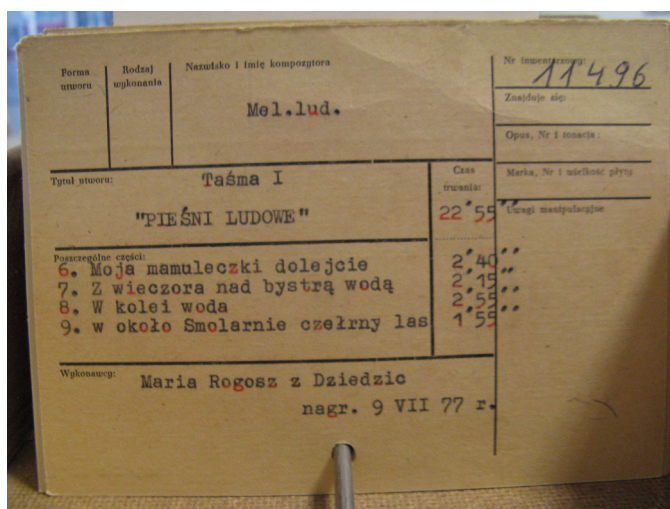 Forma utworu
Rodzaj wykonania
Nazwisko i imię kompozytora
Mel.lud.
Nr inwentarzowy:
11496
Znajduje się:
Opus, Nr i tonacja:
Marka, Nr i wielkość płyty
Uwagi manipulacyjne
Tytuł utworu:
Taśma I
"PIEŚNI LUDOWE"
Czas trwania:
22'55''
Poszczególne części:
6. Moja mamuleczki dolejcie 2'40''
7. Z wieczora nad bystrą wodą 2'15''
8. W kolei woda 2'55''
9. w około Smolarnie czełrny las 1'55''
Wykonawcy:
Maria Rogosz z Dziedzic
nagr. 9 VII 77 r.